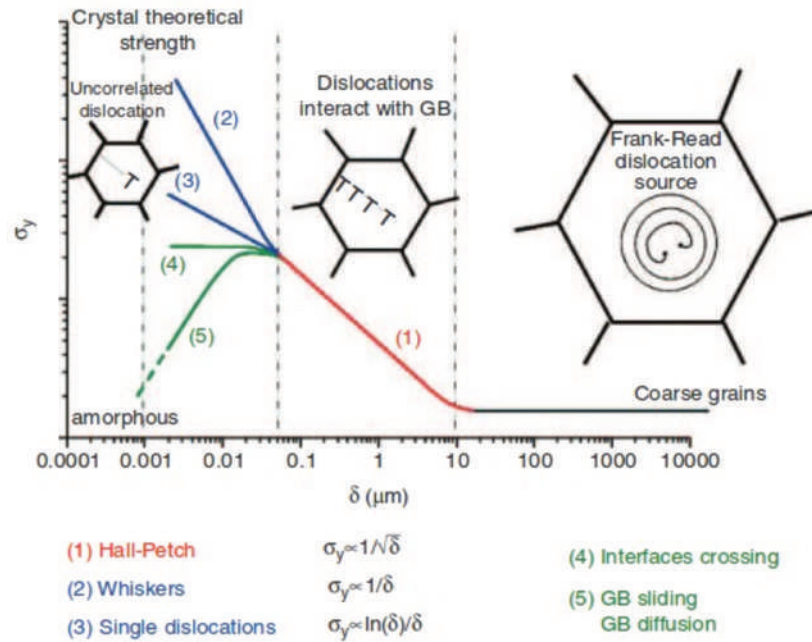 Crystal theoretical
strength
Uncorrelated
dislocation
(2)
(3)
(4)
(5)
Dislocations
interact with GB
Frank-Read
dislocation
source
(1)
σy
amorphous
Coarse grains
0.0001 0.001 0.01 0.1 1 10 100 1000 10000
δ (μm)
(1) Hall-Petch σy∝1/√δ
(2) Whiskers σy∝1/δ
(3) Single dislocations σy∝ln(δ)/δ
(4) Interfaces crossing
(5) GB sliding
GB diffusion